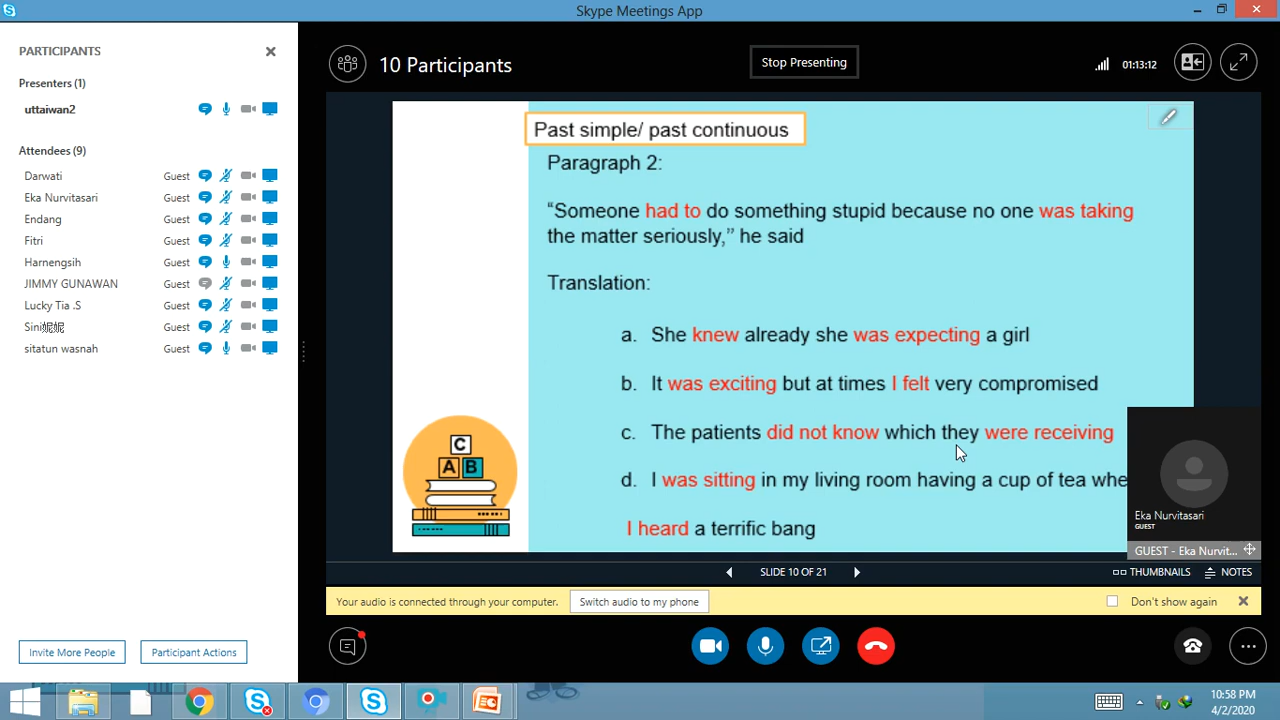 Skype Meetings App
PARTICIPANTS
Presenters (1)
uttaiwan2
Attendees (9)
Darwati Guest
Eka Nurvitasari Guest
Endang Guest
Fitri Guest
Harnengsih Guest
JIMMY GUNAWAN Guest
Lucky Tia .S Guest
Sini妮妮 Guest
sitatun wasnah Guest
Invite More People
Participant Actions
10 Participants
Stop Presenting
01:13:12
Past simple/ past continuous
Paragraph 2:
“Someone had to do something stupid because no one was taking
the matter seriously,” he said
Translation:
a. She knew already she was expecting a girl
b. It was exciting but at times I felt very compromised
c. The patients did not know which they were receiving
d. I was sitting in my living room having a cup of tea whe
I heard a terrific bang
C
A B
Eka Nurvitasari
GUEST
GUEST - Eka Nurvit...
SLIDE 10 OF 21
THUMBNAILS
NOTES
Your audio is connected through your computer.
Switch audio to my phone
Don't show again
10:58 PM
4/2/2020